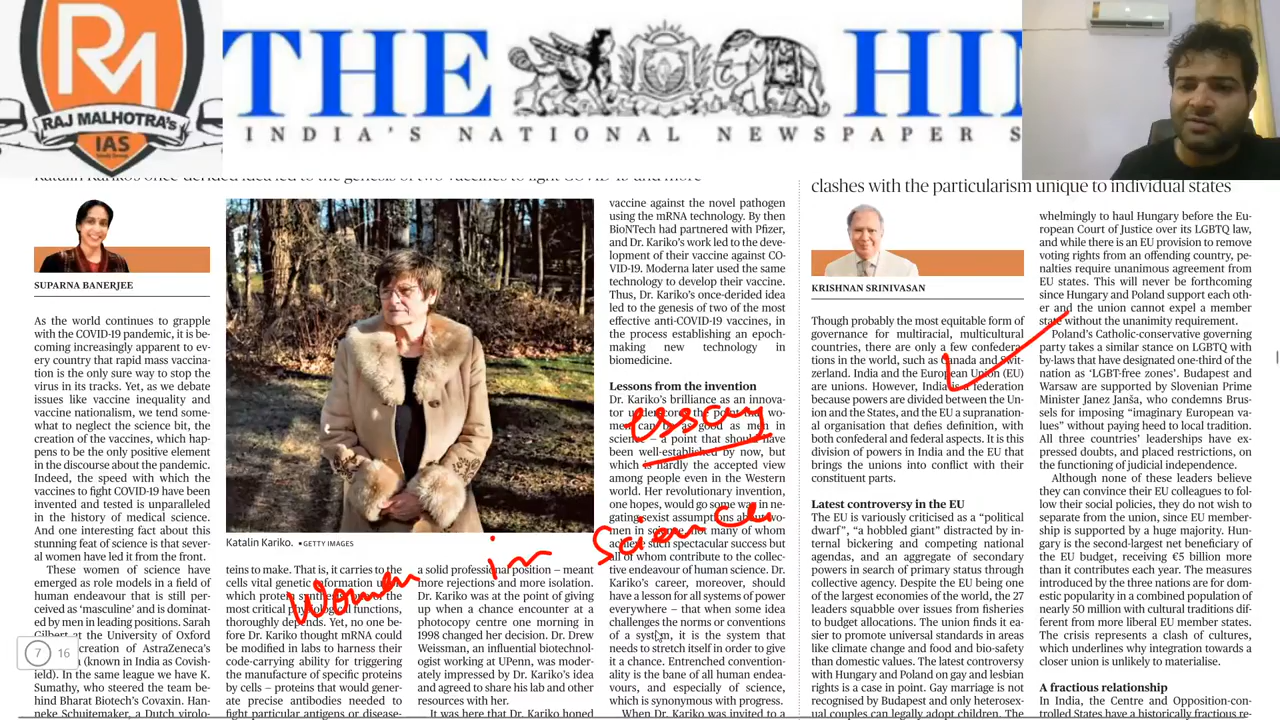 RM
RAJ MALHOTRA'S
IAS
THE HI
INDIA'S NATIONAL NEWSPAPER S
clashes with the particularism unique to individual states
SUPARNA BANERJEE
As the world continues to grapple
with the COVID-19 pandemic, it is be-
coming increasingly apparent to ev-
ery country that rapid mass vaccina-
tion is the only sure way to stop the
virus in its tracks. Yet, as we debate
issues like vaccine inequality and
vaccine nationalism, we tend some-
what to neglect the science bit, the
creation of the vaccines, which hap-
pens to be the only positive element
in the discourse about the pandemic.
Indeed, the speed with which the
vaccines to fight COVID-19 have been
invented and tested is unparalleled
in the history of medical science.
And one interesting fact about this
stunning feat of science is that sever-
al women have led it from the front.
These women of science have
emerged as role models in a field of
human endeavour that is still per-
ceived as 'masculine' and is dominat-
ed by men in leading positions. Sarah
Gilbert at the University of Oxford
creation of AstraZeneca's
(known in India as Covish-
ield). In the same league we have K.
Sumathy, who steered the team be-
hind Bharat Biotech's Covaxin. Han-
neke Schuitemaker, a Dutch virolo-
7 16
Katalin Kariko. • GETTY IMAGES
teins to make. That is, it carries to the
cells vital genetic information
which protein
most critical functions,
thoroughly depends. Yet, no one be-
fore Dr. Kariko thought mRNA could
be modified in labs to harness their
code-carrying ability for triggering
the manufacture of specific proteins
by cells – proteins that would gener-
ate precise antibodies needed to
fight particular antigens or disease-
a solid professional position – meant
more rejections and more isolation.
Dr. Kariko was at the point of giving
up when a chance encounter at a
photocopy centre one morning in
1998 changed her decision. Dr. Drew
Weissman, an influential biotechnol-
ogist working at UPenn, was moder-
ately impressed by Dr. Kariko's idea
and agreed to share his lab and other
resources with her.
It was here that Dr. Kariko honed
vaccine against the novel pathogen
using the mRNA technology. By then
BioNTech had partnered with Pfizer,
and Dr. Kariko's work led to the deve-
lopment of their vaccine against CO-
VID-19. Moderna later used the same
technology to develop their vaccine.
Thus, Dr. Kariko's once-derided idea
led to the genesis of two of the most
effective anti-COVID-19 vaccines, in
the process establishing an epoch-
making new technology in
biomedicine.
Lessons from the invention
Dr. Kariko's brilliance as an innova-
tor underscores the point that wo-
men can be as good as men in
science – a point that should have
been well-established by now, but
which is hardly the accepted view
among people even in the Western
world. Her revolutionary invention,
one hopes, would go some way in ne-
gating sexist assumptions about wo-
men in science, not many of whom
achieve such spectacular success but
all of whom contribute to the collec-
tive endeavour of human science. Dr.
Kariko's career, moreover, should
have a lesson for all systems of power
everywhere – that when some idea
challenges the norms or conventions
of a system, it is the system that
needs to stretch itself in order to give
it a chance. Entrenched convention-
ality is the bane of all human endea-
vours, and especially of science,
which is synonymous with progress.
When Dr. Kariko was invited to a
essay
women in science
KRISHNAN SRINIVASAN
Though probably the most equitable form of
governance for multiracial, multicultural
countries, there are only a few confedera-
tions in the world, such as Canada and Swit-
zerland. India and the European Union (EU)
are unions. However, India is a federation
because powers are divided between the Un-
ion and the States, and the EU a supranation-
al organisation that defies definition, with
both confederal and federal aspects. It is this
division of powers in India and the EU that
brings the unions into conflict with their
constituent parts.
Latest controversy in the EU
The EU is variously criticised as a "political
dwarf", "a hobbled giant" distracted by in-
ternal bickering and competing national
agendas, and an aggregate of secondary
powers in search of primary status through
collective agency. Despite the EU being one
of the largest economies of the world, the 27
leaders squabble over issues from fisheries
to budget allocations. The union finds it ea-
sier to promote universal standards in areas
like climate change and food and bio-safety
than domestic values. The latest controversy
with Hungary and Poland on gay and lesbian
rights is a case in point. Gay marriage is not
recognised by Budapest and only heterosex-
ual couples can legally adopt children. The
whelmingly to haul Hungary before the Eu-
ropean Court of Justice over its LGBTQ law,
and while there is an EU provision to remove
voting rights from an offending country, pe-
nalties require unanimous agreement from
EU states. This will never be forthcoming
since Hungary and Poland support each oth-
er and the union cannot expel a member
state without the unanimity requirement.
Poland's Catholic-conservative governing
party takes a similar stance on LGBTQ with
by-laws that have designated one-third of the
nation as 'LGBT-free zones'. Budapest and
Warsaw are supported by Slovenian Prime
Minister Janez Janša, who condemns Brus-
sels for imposing "imaginary European va-
lues" without paying heed to local tradition.
All three countries' leaderships have ex-
pressed doubts, and placed restrictions, on
the functioning of judicial independence.
Although none of these leaders believe
they can convince their EU colleagues to fol-
low their social policies, they do not wish to
separate from the union, since EU member-
ship is supported by a huge majority. Hun-
gary is the second-largest net beneficiary of
the EU budget, receiving €5 billion more
than it contributes each year. The measures
introduced by the three nations are for dom-
estic popularity in a combined population of
nearly 50 million with cultural traditions dif-
ferent from more liberal EU member states.
The crisis represents a clash of cultures,
which underlines why integration towards a
closer union is unlikely to materialise.
A fractious relationship
In India, the Centre and Opposition-con-
trolled States have a historically fractious re-